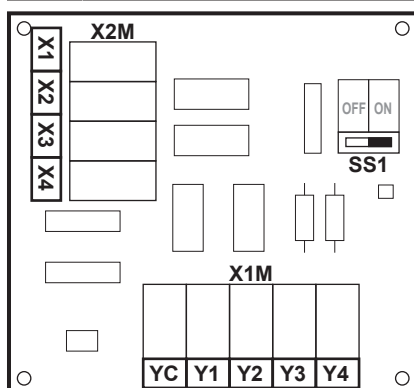 X2M
X1
X2
X3
X4
OFF ON
SS1
X1M
YC Y1 Y2 Y3 Y4